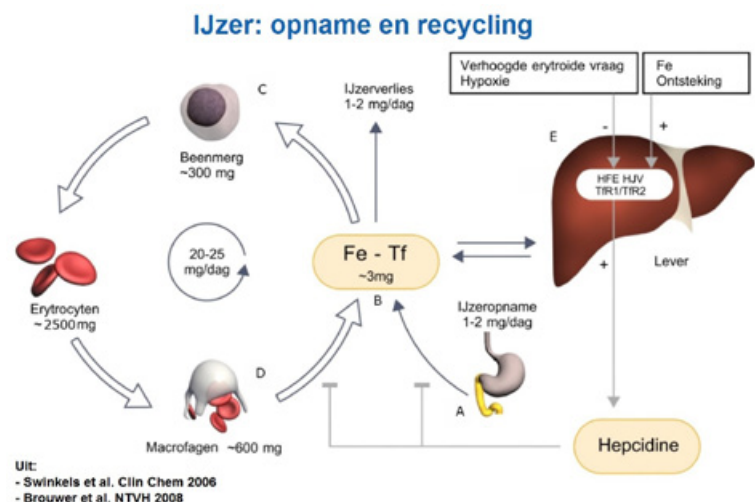 IJzer: opname en recycling
Verhoogde erytroide vraag
Hypoxie
Fe
Ontsteking
C
IJzerverlies
1-2 mg/dag
Beenmerg
~300 mg
E
-
+
HFE HJV
TfR1/TfR2
+
Lever
20-25
mg/dag
Fe - Tf
~3mg
B
Erytrocyten
~2500mg
IJzeropname
1-2 mg/dag
D
A
Macrofagen ~600 mg
Hepcidine
Uit:
- Swinkels et al. Clin Chem 2006
- Brouwer et al. NTVH 2008